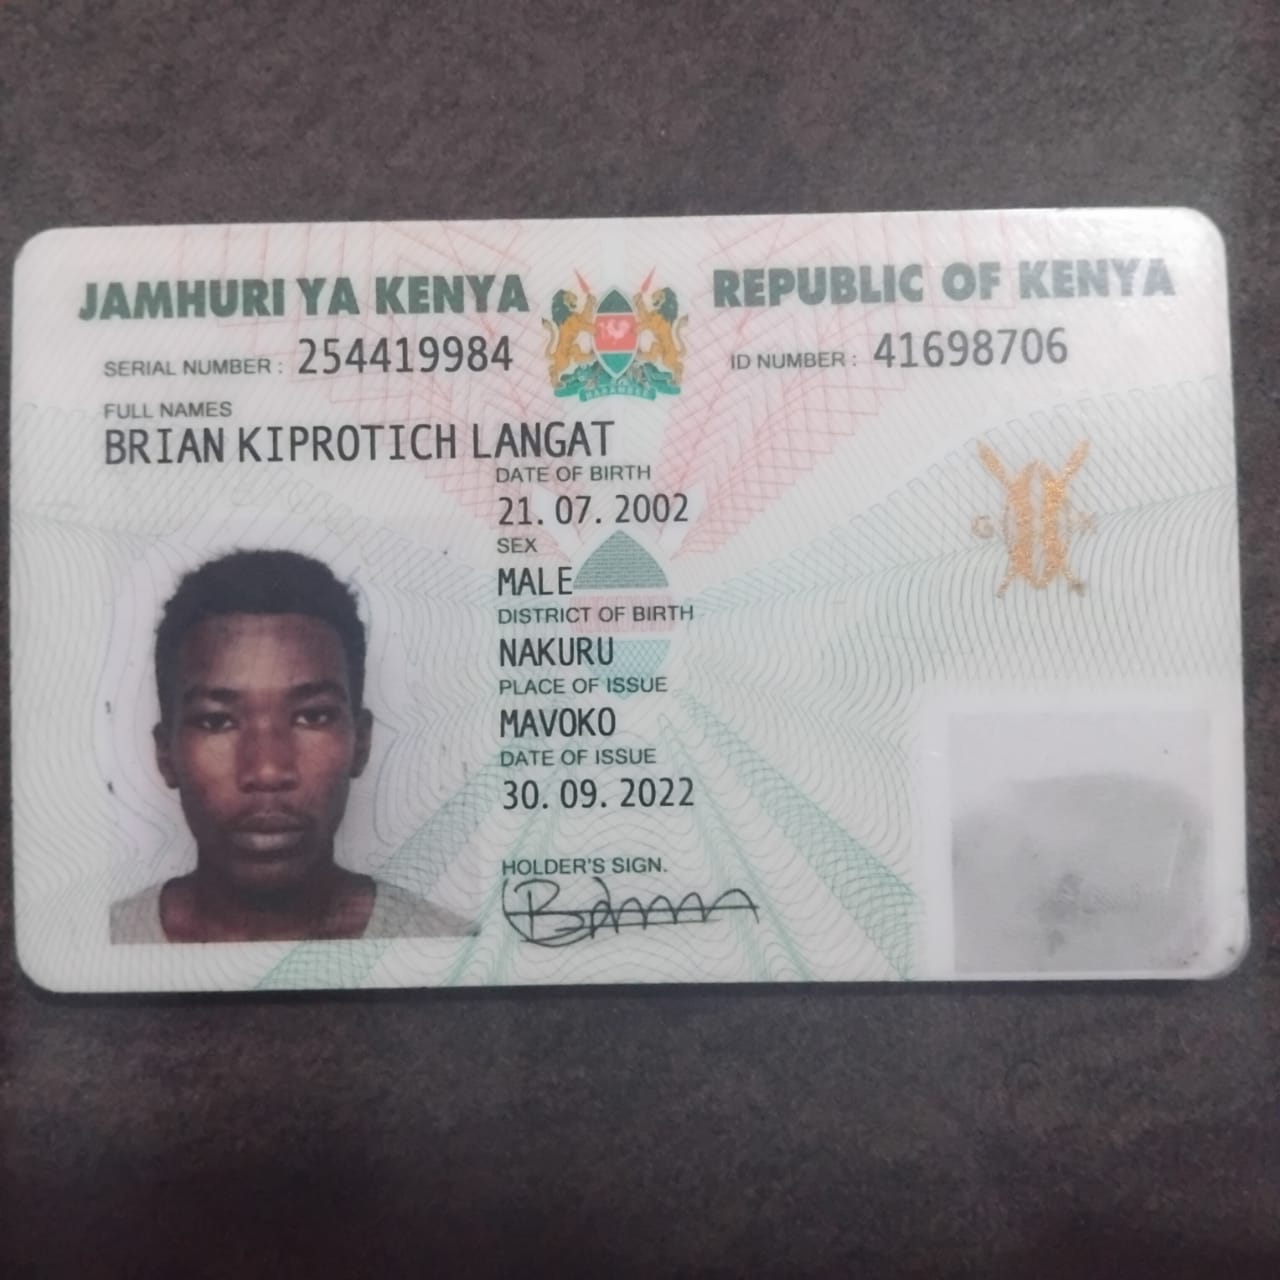 JAMHURI YA KENYA
REPUBLIC OF KENYA
SERIAL NUMBER : 254419984
ID NUMBER : 41698706
HARAMBEE
FULL NAMES
BRIAN KIPROTICH LANGAT
DATE OF BIRTH
21. 07. 2002
SEX
MALE
DISTRICT OF BIRTH
NAKURU
PLACE OF ISSUE
MAVOKO
DATE OF ISSUE
30. 09. 2022
HOLDER'S SIGN.
G K